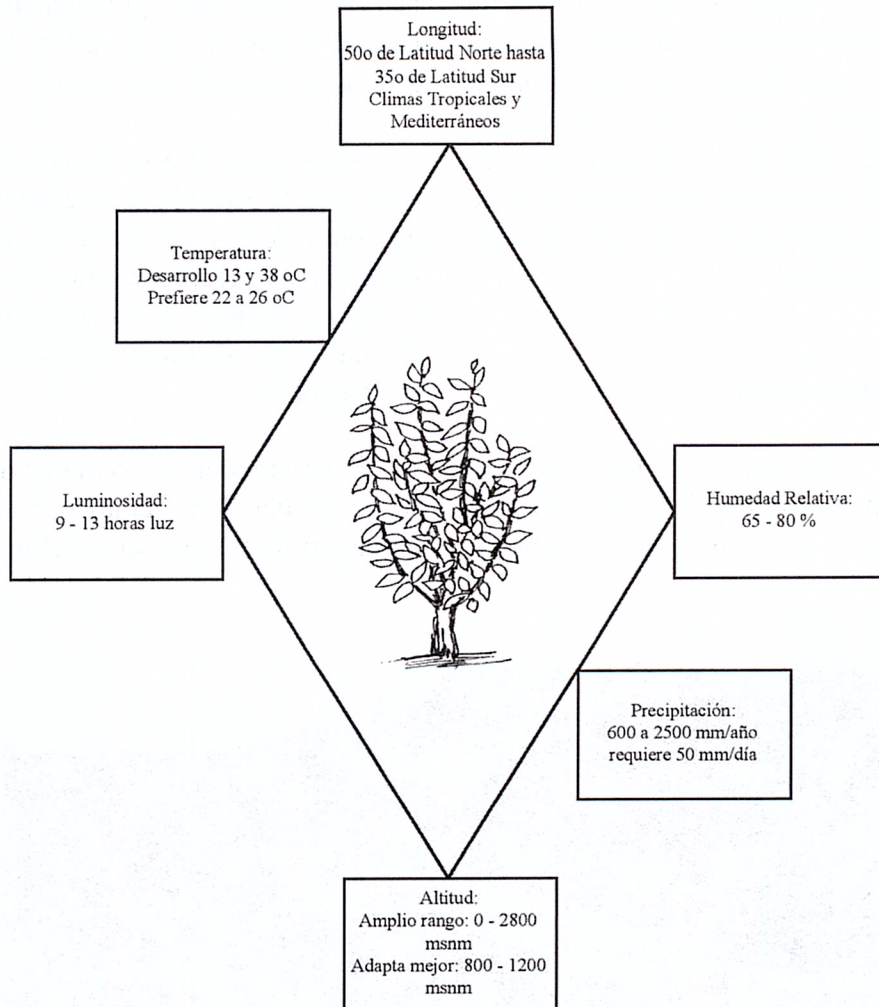 Longitud:
50o de Latitud Norte hasta
35o de Latitud Sur
Climas Tropicales y
Mediterráneos
Temperatura:
Desarrollo 13 y 38 oC
Prefiere 22 a 26 oC
Luminosidad:
9 - 13 horas luz
Humedad Relativa:
65 - 80 %
Precipitación:
600 a 2500 mm/año
requiere 50 mm/día
Altitud:
Amplio rango: 0 - 2800
msnm
Adapta mejor: 800 - 1200
msnm